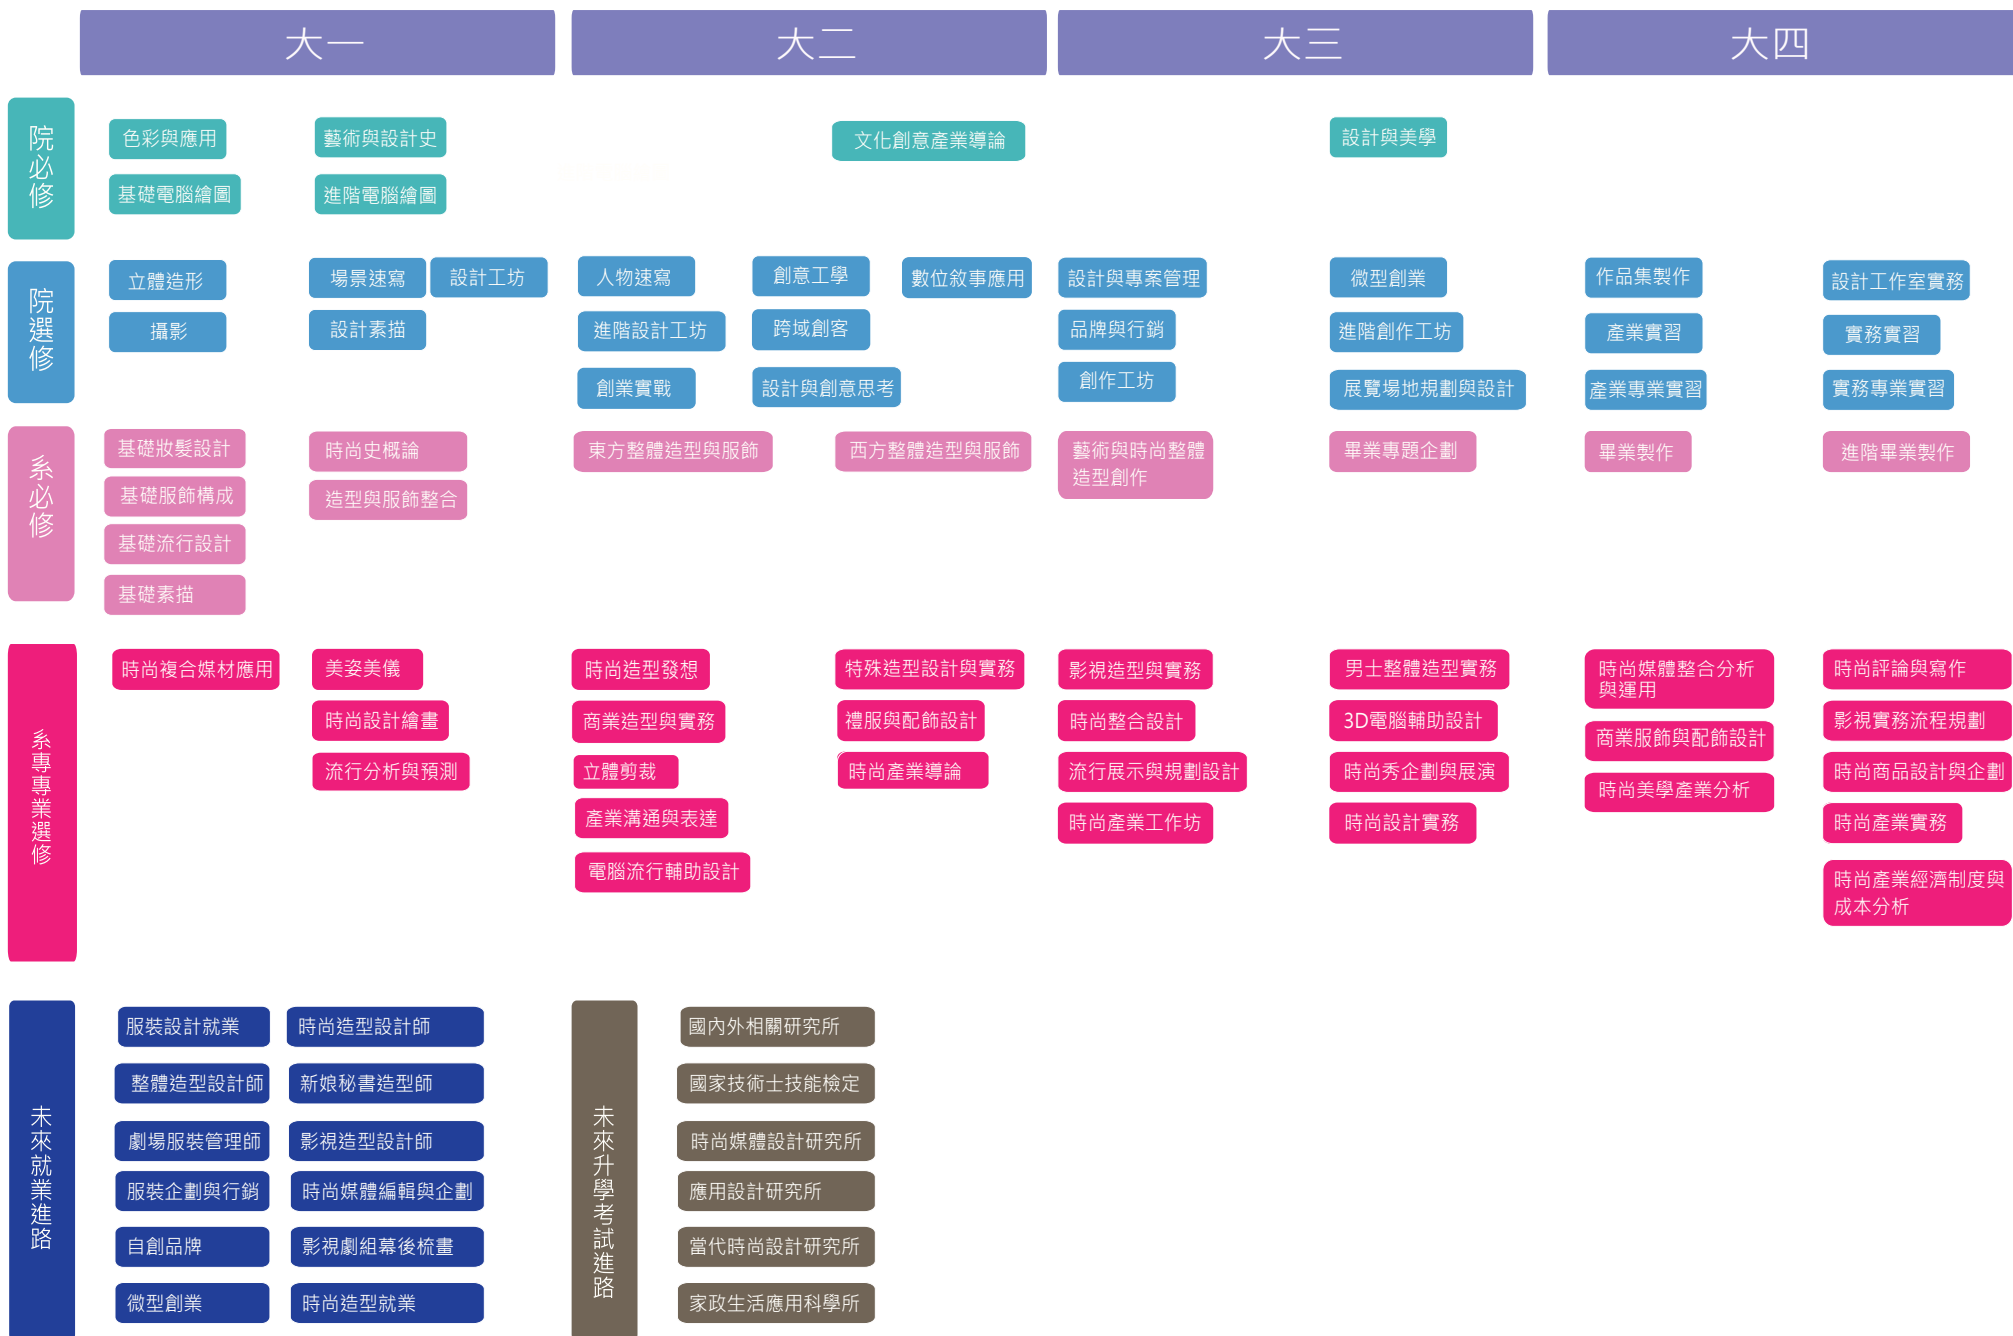 大一
大二
大三
大四
院必修
色彩與應用
藝術與設計史
文化創意產業導論
設計與美學
基礎電腦繪圖
進階電腦繪圖
院選修
立體造形
場景速寫
設計工坊
人物速寫
創意工學
數位敘事應用
設計與專案管理
微型創業
作品集製作
設計工作室實務
攝影
設計素描
進階設計工坊
跨域創客
品牌與行銷
進階創作工坊
產業實習
實務實習
創業實戰
設計與創意思考
創作工坊
展覽場地規劃與設計
產業專業實習
實務專業實習
系必修
基礎妝髮設計
時尚史概論
東方整體造型與服飾
西方整體造型與服飾
藝術與時尚整體
造型創作
畢業專題企劃
畢業製作
進階畢業製作
基礎服飾構成
造型與服飾整合
基礎流行設計
基礎素描
系專專業選修
時尚複合媒材應用
美姿美儀
時尚造型發想
特殊造型設計與實務
影視造型與實務
男士整體造型實務
時尚媒體整合分析
與運用
時尚評論與寫作
時尚設計繪畫
商業造型與實務
禮服與配飾設計
時尚整合設計
3D電腦輔助設計
商業服飾與配飾設計
影視實務流程規劃
流行分析與預測
立體剪裁
時尚產業導論
流行展示與規劃設計
時尚秀企劃與展演
時尚美學產業分析
時尚商品設計與企劃
產業溝通與表達
時尚產業工作坊
時尚設計實務
時尚產業實務
電腦流行輔助設計
時尚產業經濟制度與
成本分析
未來就業進路
服裝設計就業
時尚造型設計師
整體造型設計師
新娘秘書造型師
劇場服裝管理師
影視造型設計師
服裝企劃與行銷
時尚媒體編輯與企劃
自創品牌
影視劇組幕後梳畫
微型創業
時尚造型就業
未來升學考試進路
國內外相關研究所
國家技術士技能檢定
時尚媒體設計研究所
應用設計研究所
當代時尚設計研究所
家政生活應用科學所